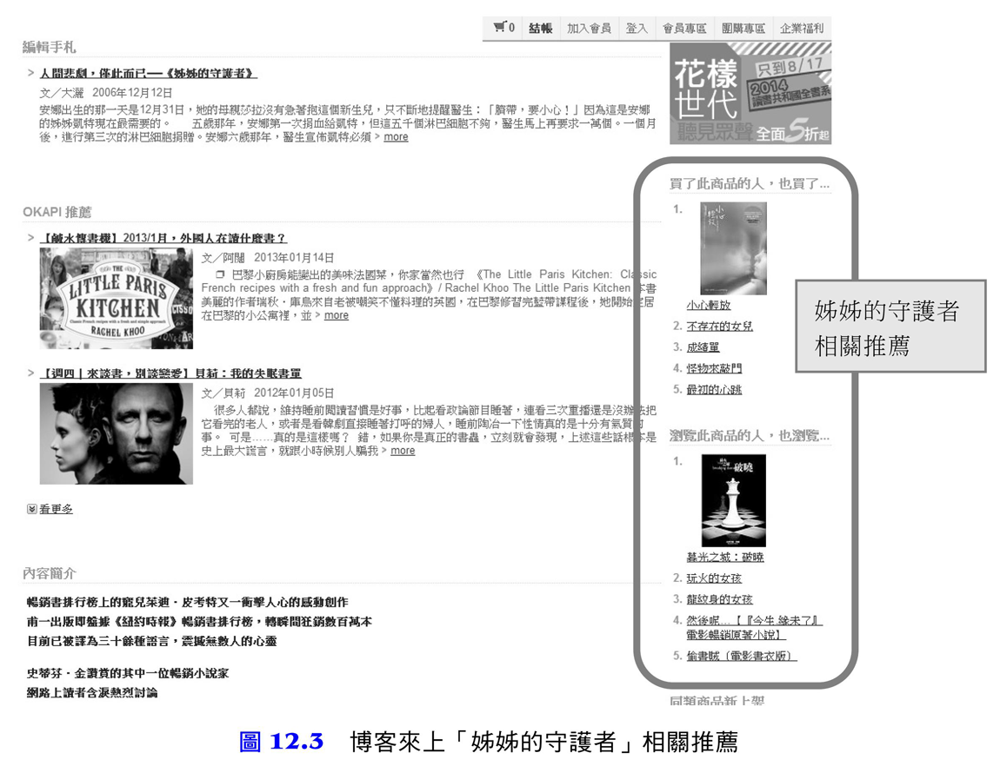 0 結帳 加入會員 登入 會員專區 團購專區 企業福利
編輯手札
> 人間悲劇，僅此而已──《姊姊的守護者》
文／大灑 2006年12月12日
安娜出生的那一天是12月31日，她的母親莎拉沒有急著抱這個新生兒，只不斷地提醒醫生：「臍帶，要小心！」因為這是安娜
的姊姊凱特現在最需要的。 五歲那年，安娜第一次捐血給凱特，但這五千個淋巴細胞不夠，醫生馬上再要求一萬個。一個月
後，進行第三次的淋巴細胞捐贈。安娜六歲那年，醫生宣佈凱特必須 > more
花樣
世代
聽見眾聲
只到8/17
2014
讀書共和國全書系
全面5折起
OKAPI 推薦
> 【鹹水傳書機】2013/1月，外國人在讀什麼書？
THE
LITTLE PARIS
KITCHEN
Classic French recipes with a fresh and simple approach
RACHEL KHOO
文／阿閣 2013年01月14日
巴黎小廚房能變出的美味法國菜，你家當然也行 《The Little Paris Kitchen: Classic
French recipes with a fresh and fun approach》/ Rachel Khoo The Little Paris Kitchen 本書
美麗的作者瑞秋．庫烏來自老被嘲笑不懂料理的英國，在巴黎修習完藍帶課程後，她開始定居
在巴黎的小公寓裡，並 > more
> 【週四｜來談書，別談戀愛】貝莉：我的失眠書單
文／貝莉 2012年01月05日
很多人都說，維持睡前閱讀習慣是好事，比起看政論節目睡著，連看三次重播還是沒辦法把
它看完的老人，或者是看韓劇直接睡著打呼的婦人，睡前陶冶一下性情真的是十分有氣質的
事。 可是……真的是這樣嗎？ 錯，如果你是真正的書蟲，立刻就會發現，上述這些話根本是
史上最大謊言，就跟小時候別人騙我 > more
看更多
內容簡介
暢銷書排行榜上的寵兒茱迪．皮考特又一衝擊人心的感動創作
甫一出版即盤據《紐約時報》暢銷書排行榜，轉瞬間狂銷數百萬本
目前已被譯為三十餘種語言，震撼無數人的心靈
史蒂芬．金讚賞的其中一位暢銷小說家
網路上讀者含淚熱烈討論
買了此商品的人，也買了...
1.
小心輕放
小心輕放
2. 不存在的女兒
3. 成績單
4. 怪物來敲門
5. 最初的心跳
瀏覽此商品的人，也瀏覽...
1.
破曉
暮光之城：破曉
2. 玩火的女孩
3. 龍紋身的女孩
4. 然後呢...【『今生，緣未了』
電影暢銷原著小說】
5. 偷書賊（電影書衣版）
同類商品新上架
姊姊的守護者
相關推薦
圖 12.3 博客來上「姊姊的守護者」相關推薦